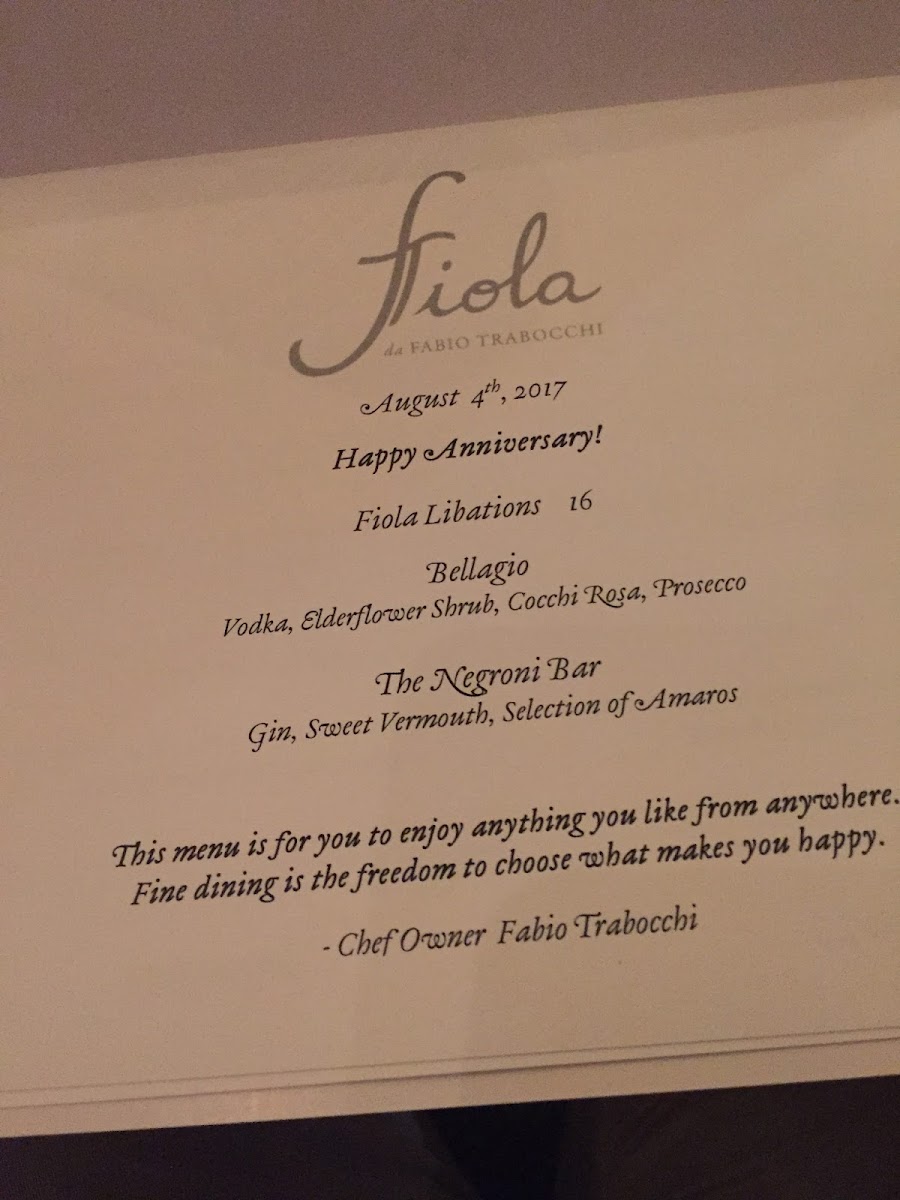 Fiola
da FABIO TRABOCCHI
August 4th, 2017
Happy Anniversary!
Fiola Libations 16
Bellagio
Vodka, Elderflower Shrub, Cocchi Rosa, Prosecco
The Negroni Bar
Gin, Sweet Vermouth, Selection of Amaros
This menu is for you to enjoy anything you like from anywhere.
Fine dining is the freedom to choose what makes you happy.
- Chef Owner Fabio Trabocchi